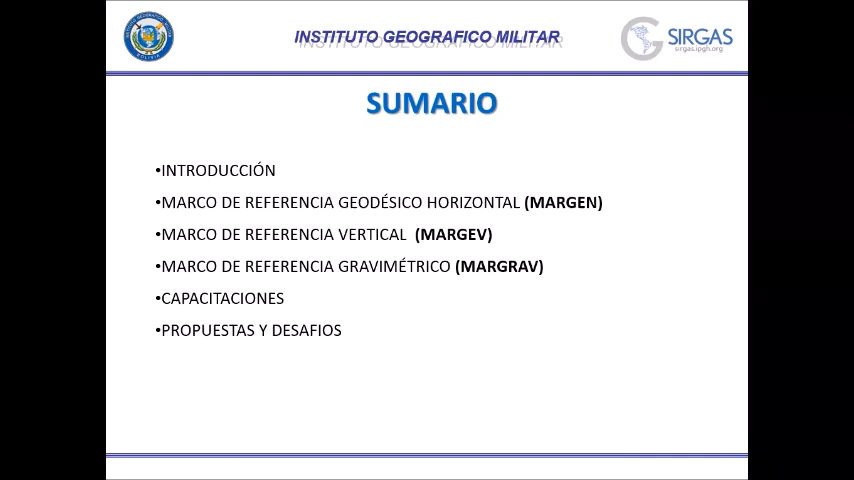 INSTITUTO GEOGRAFICO MILITAR
SIRGAS
sirgas.ipgh.org
SUMARIO
•INTRODUCCIÓN
•MARCO DE REFERENCIA GEODÉSICO HORIZONTAL (MARGEN)
•MARCO DE REFERENCIA VERTICAL (MARGEV)
•MARCO DE REFERENCIA GRAVIMÉTRICO (MARGRAV)
•CAPACITACIONES
•PROPUESTAS Y DESAFIOS